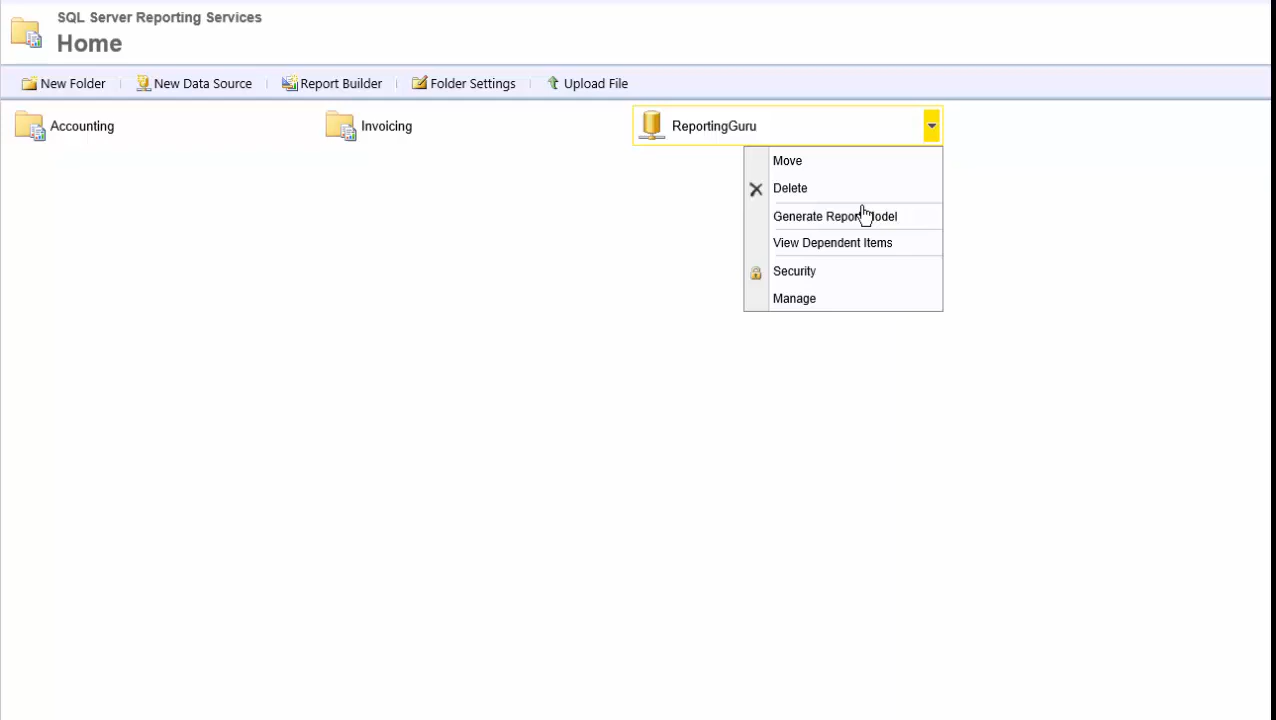 SQL Server Reporting Services
Home
New Folder
New Data Source
Report Builder
Folder Settings
Upload File
Accounting
Invoicing
ReportingGuru
Move
Delete
Generate Report Model
View Dependent Items
Security
Manage